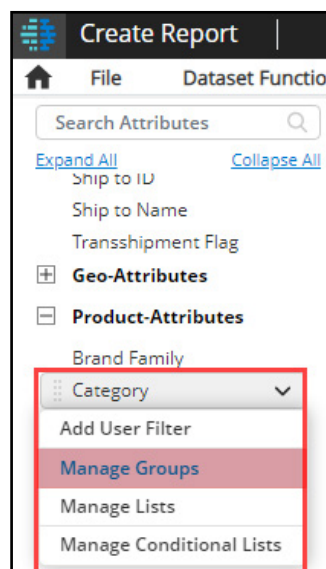 Create Report
File Dataset Functio
Search Attributes
Expand All Collapse All
Ship to ID
Ship to Name
Transshipment Flag
Geo-Attributes
Product-Attributes
Brand Family
Category
Add User Filter
Manage Groups
Manage Lists
Manage Conditional Lists